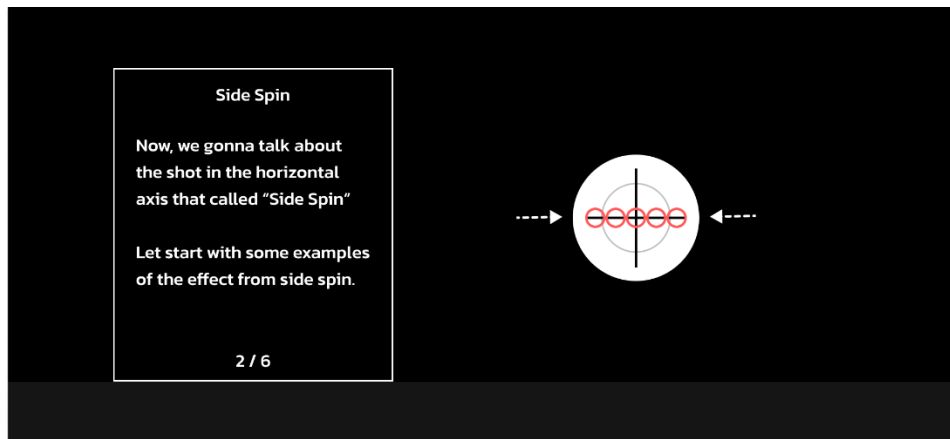 Side Spin
Now, we gonna talk about
the shot in the horizontal
axis that called “Side Spin”
Let start with some examples
of the effect from side spin.
2 / 6